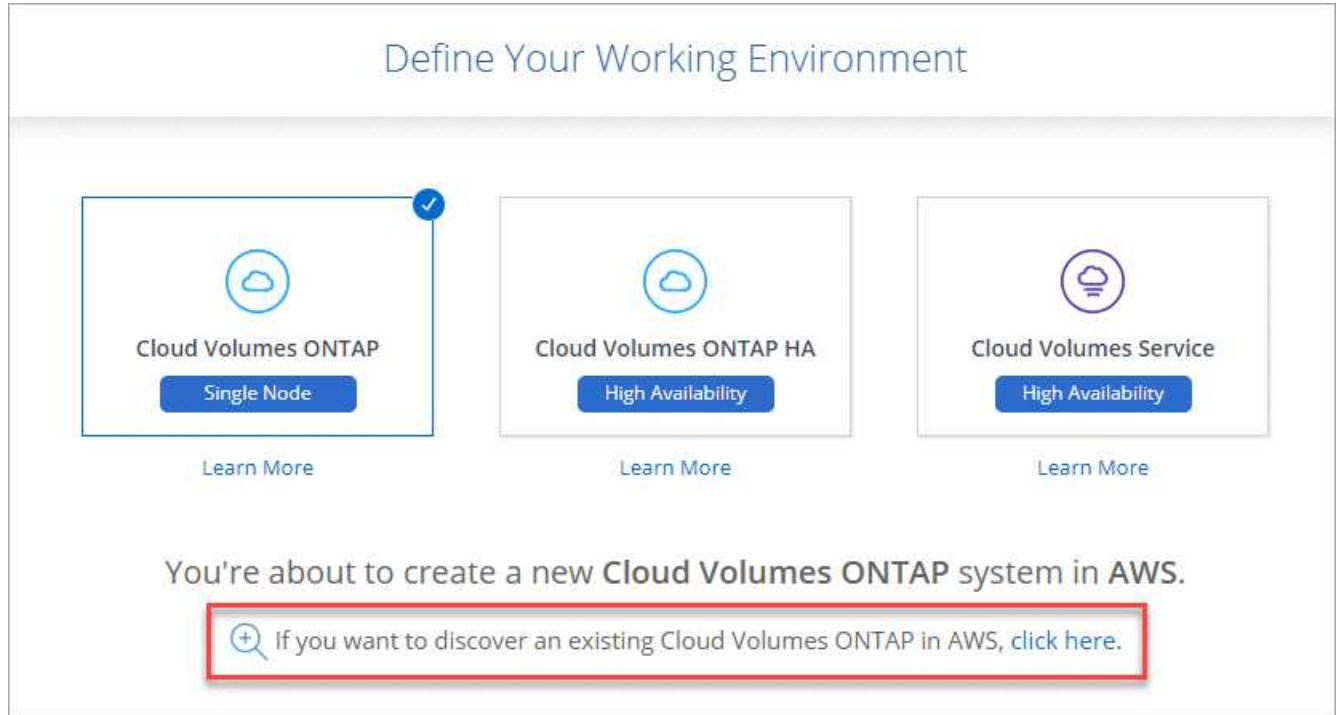 Define Your Working Environment
Cloud Volumes ONTAP
Single Node
Learn More
Cloud Volumes ONTAP HA
High Availability
Learn More
Cloud Volumes Service
High Availability
Learn More
You're about to create a new Cloud Volumes ONTAP system in AWS.
If you want to discover an existing Cloud Volumes ONTAP in AWS, click here.